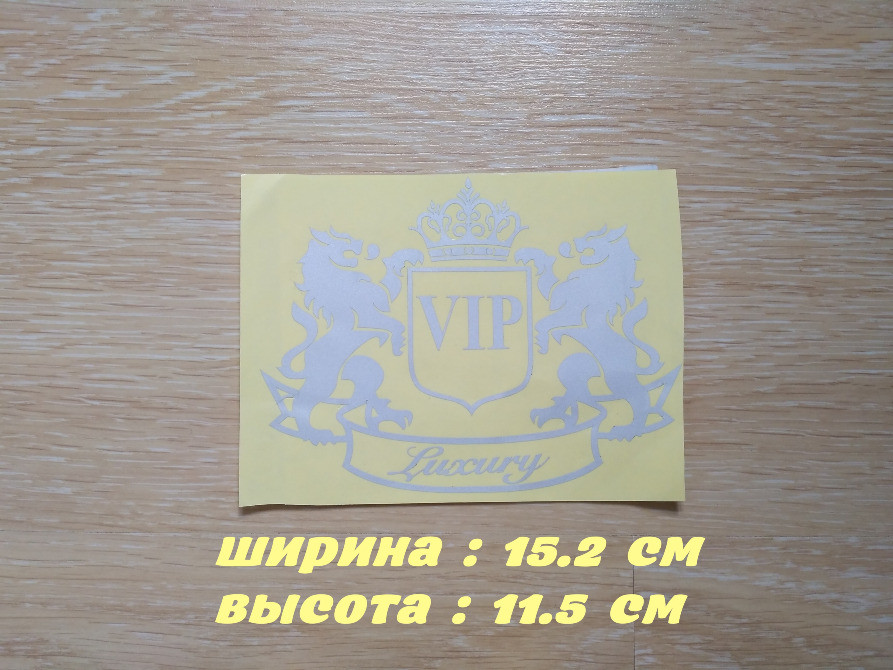 VIP
Luxury
ширина : 15.2 см
высота : 11.5 см